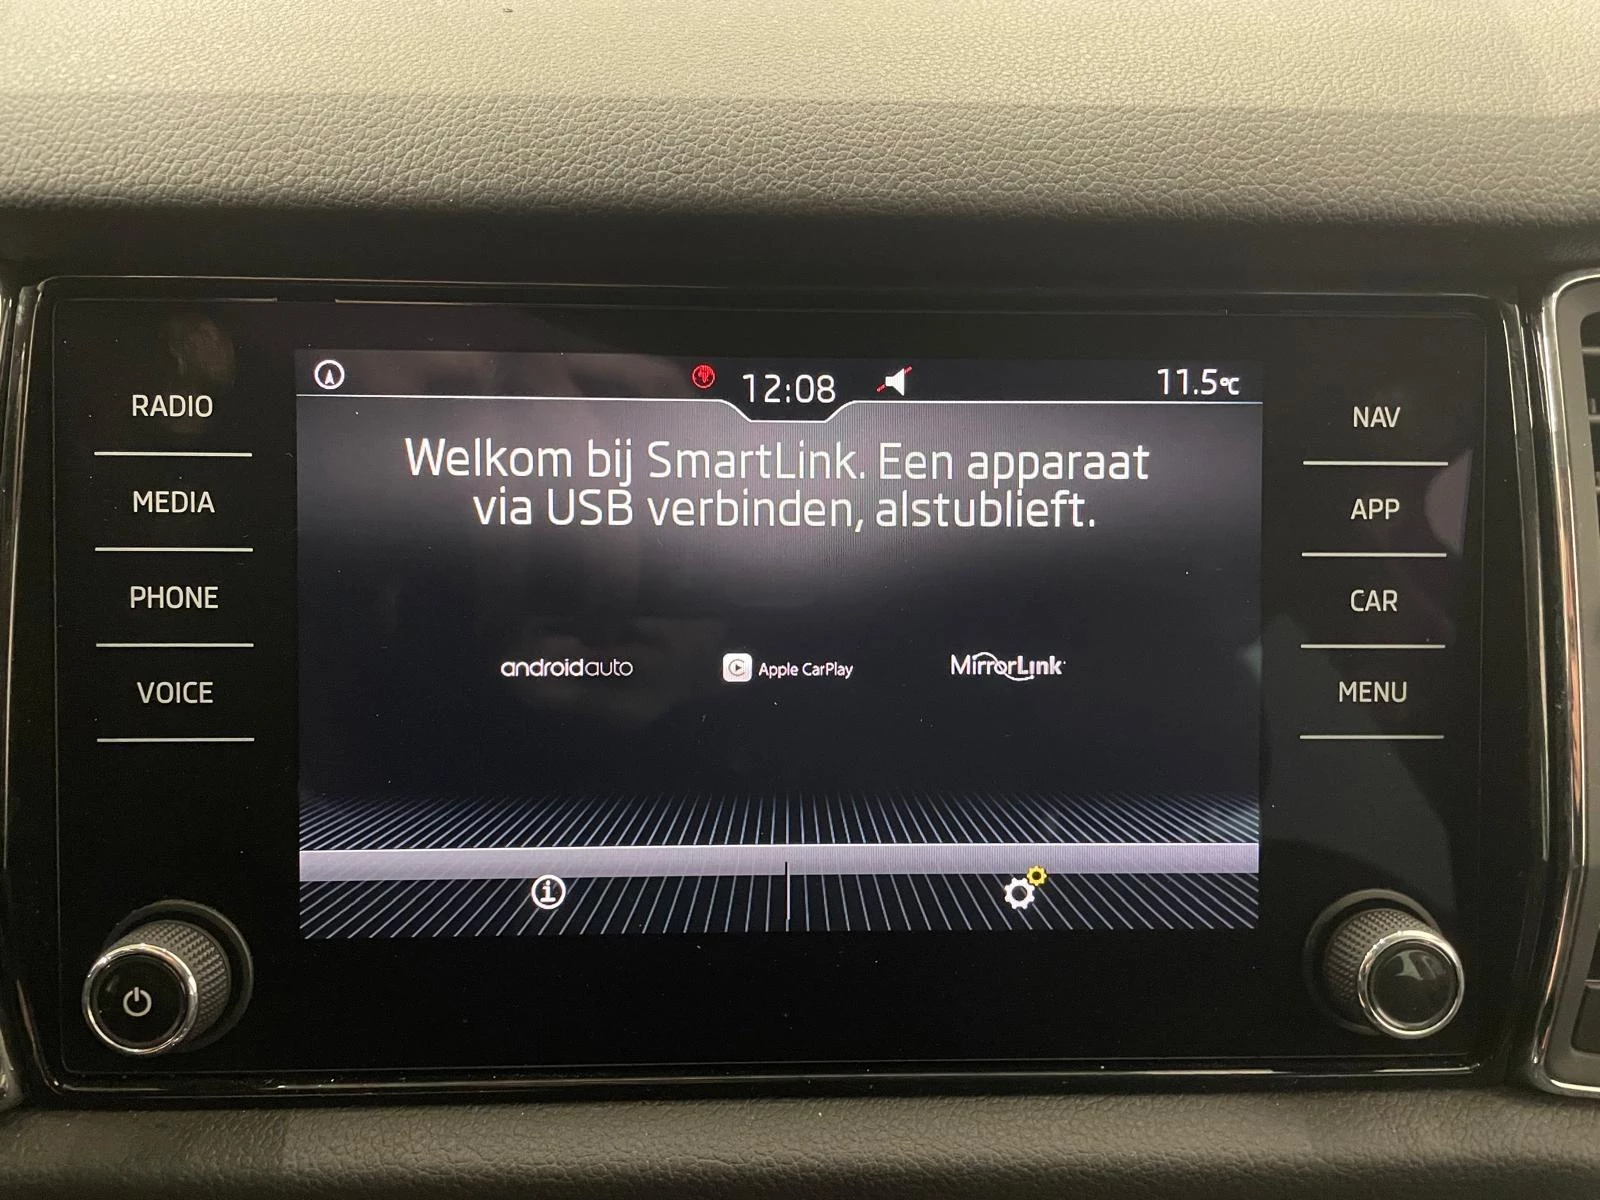 RADIO
MEDIA
PHONE
VOICE
12:08
11.5°C
Welkom bij SmartLink. Een apparaat
via USB verbinden, alstublieft.
androidauto
Apple CarPlay
MirrorLink
NAV
APP
CAR
MENU